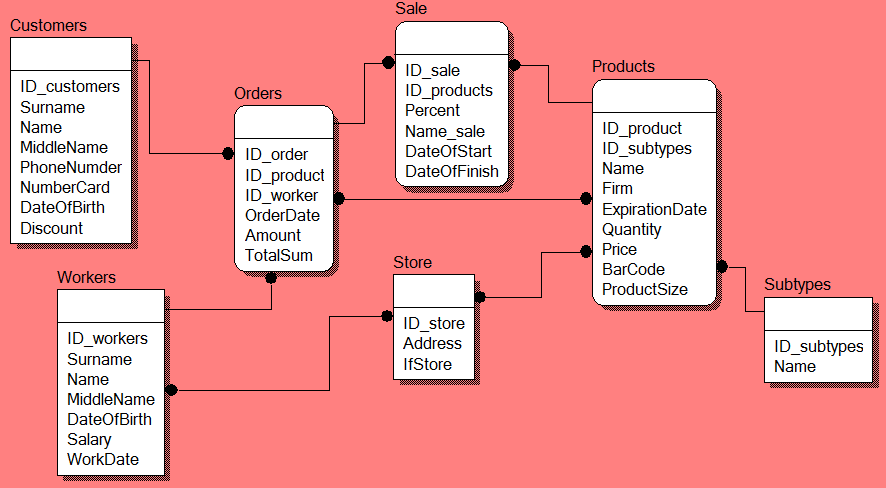 Customers
ID_customers
Surname
Name
MiddleName
PhoneNumder
NumberCard
DateOfBirth
Discount
Orders
ID_order
ID_product
ID_worker
OrderDate
Amount
TotalSum
Sale
ID_sale
ID_products
Percent
Name_sale
DateOfStart
DateOfFinish
Products
ID_product
ID_subtypes
Name
Firm
ExpirationDate
Quantity
Price
BarCode
ProductSize
Workers
ID_workers
Surname
Name
MiddleName
DateOfBirth
Salary
WorkDate
Store
ID_store
Address
IfStore
Subtypes
ID_subtypes
Name